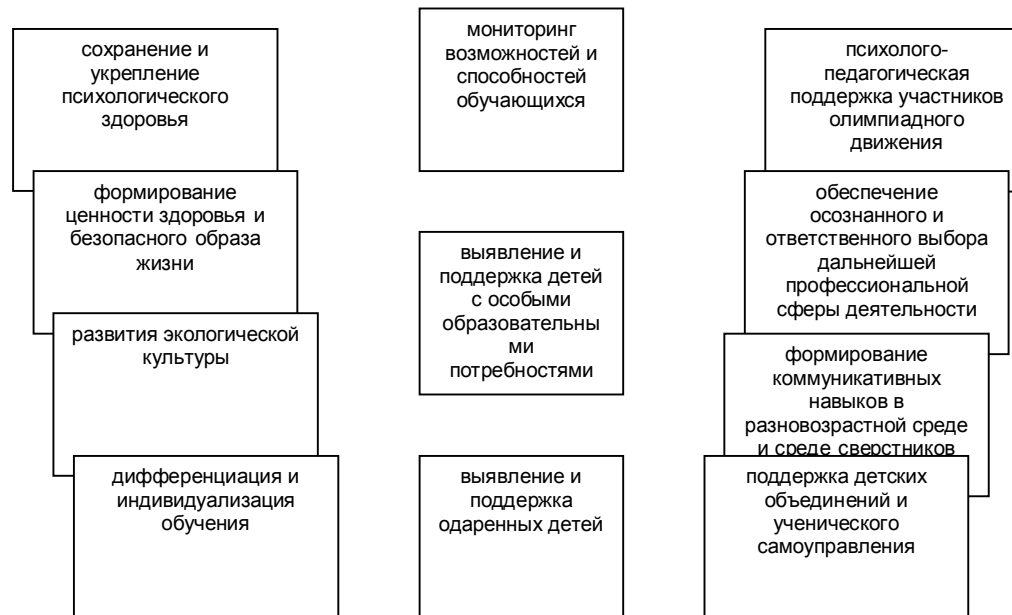 сохранение и
укрепление
психологического
здоровья
формирование
ценности здоровья и
безопасного образа
жизни
развития экологической
культуры
дифференциация и
индивидуализация
обучения
мониторинг
возможностей и
способностей
обучающихся
выявление и
поддержка детей
с особыми
образовательны
ми
потребностями
выявление и
поддержка
одаренных детей
психолого-
педагогическая
поддержка участников
олимпиадного
движения
обеспечение
осознанного и
ответственного выбора
дальнейшей
профессиональной
сферы деятельности
формирование
коммуникативных
навыков в
разновозрастной среде
и среде сверстников
поддержка детских
объединений и
ученического
самоуправления